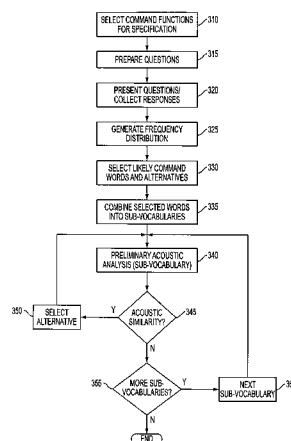 SELECT COMMAND FUNCTIONS
FOR SPECIFICATION
310
PREPARE QUESTIONS
315
PRESENT QUESTIONS/
COLLECT RESPONSES
320
GENERATE FREQUENCY
DISTRIBUTION
325
SELECT LIKELY COMMAND
WORDS AND ALTERNATIVES
330
COMBINE SELECTED WORDS
INTO SUB-VOCABULARIES
335
PRELIMINARY ACOUSTIC
ANALYSIS (SUB-VOCABULARY)
340
350
SELECT
ALTERNATIVE
Y
ACOUSTIC
SIMILARITY?
345
N
355
MORE SUB-
VOCABULARIES?
Y
NEXT
SUB-VOCABULARY
N
END